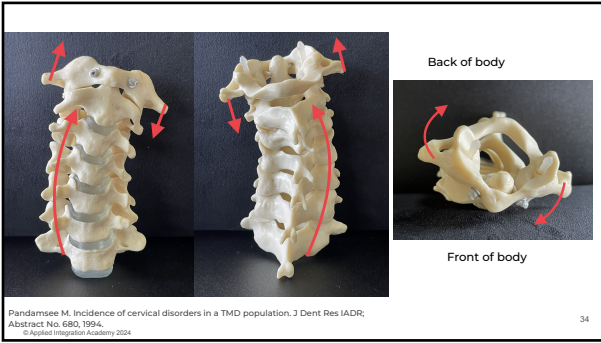 Back of body
Front of body
Pandamsee M. Incidence of cervical disorders in a TMD population. J Dent Res IADR;
Abstract No. 680, 1994.
© Applied Integration Academy 2024
34